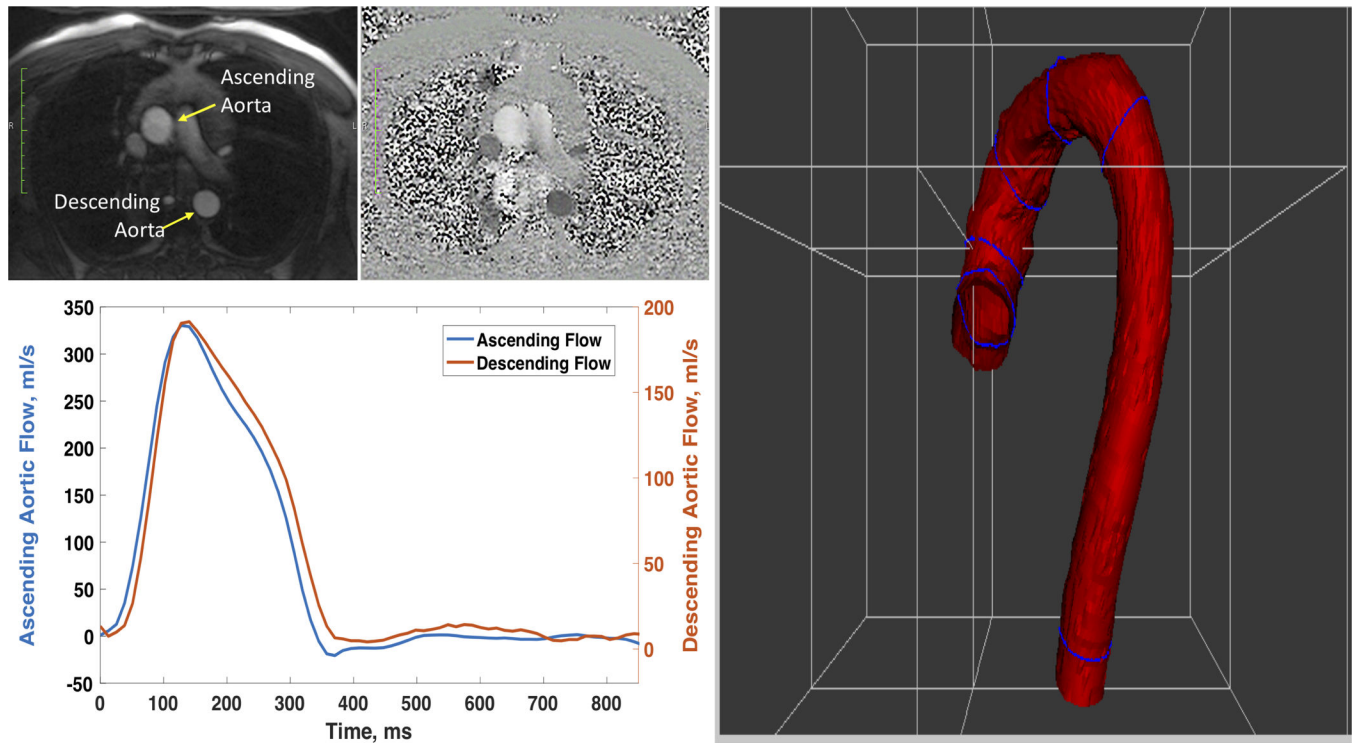 Ascending
Aorta
R
L
Descending
Aorta
R
Ascending Aortic Flow, ml/s
350
300
250
200
150
100
50
0
-50
Ascending Flow
Descending Flow
200
150
100
50
0
Descending Aortic Flow, ml/s
0 100 200 300 400 500 600 700 800
Time, ms